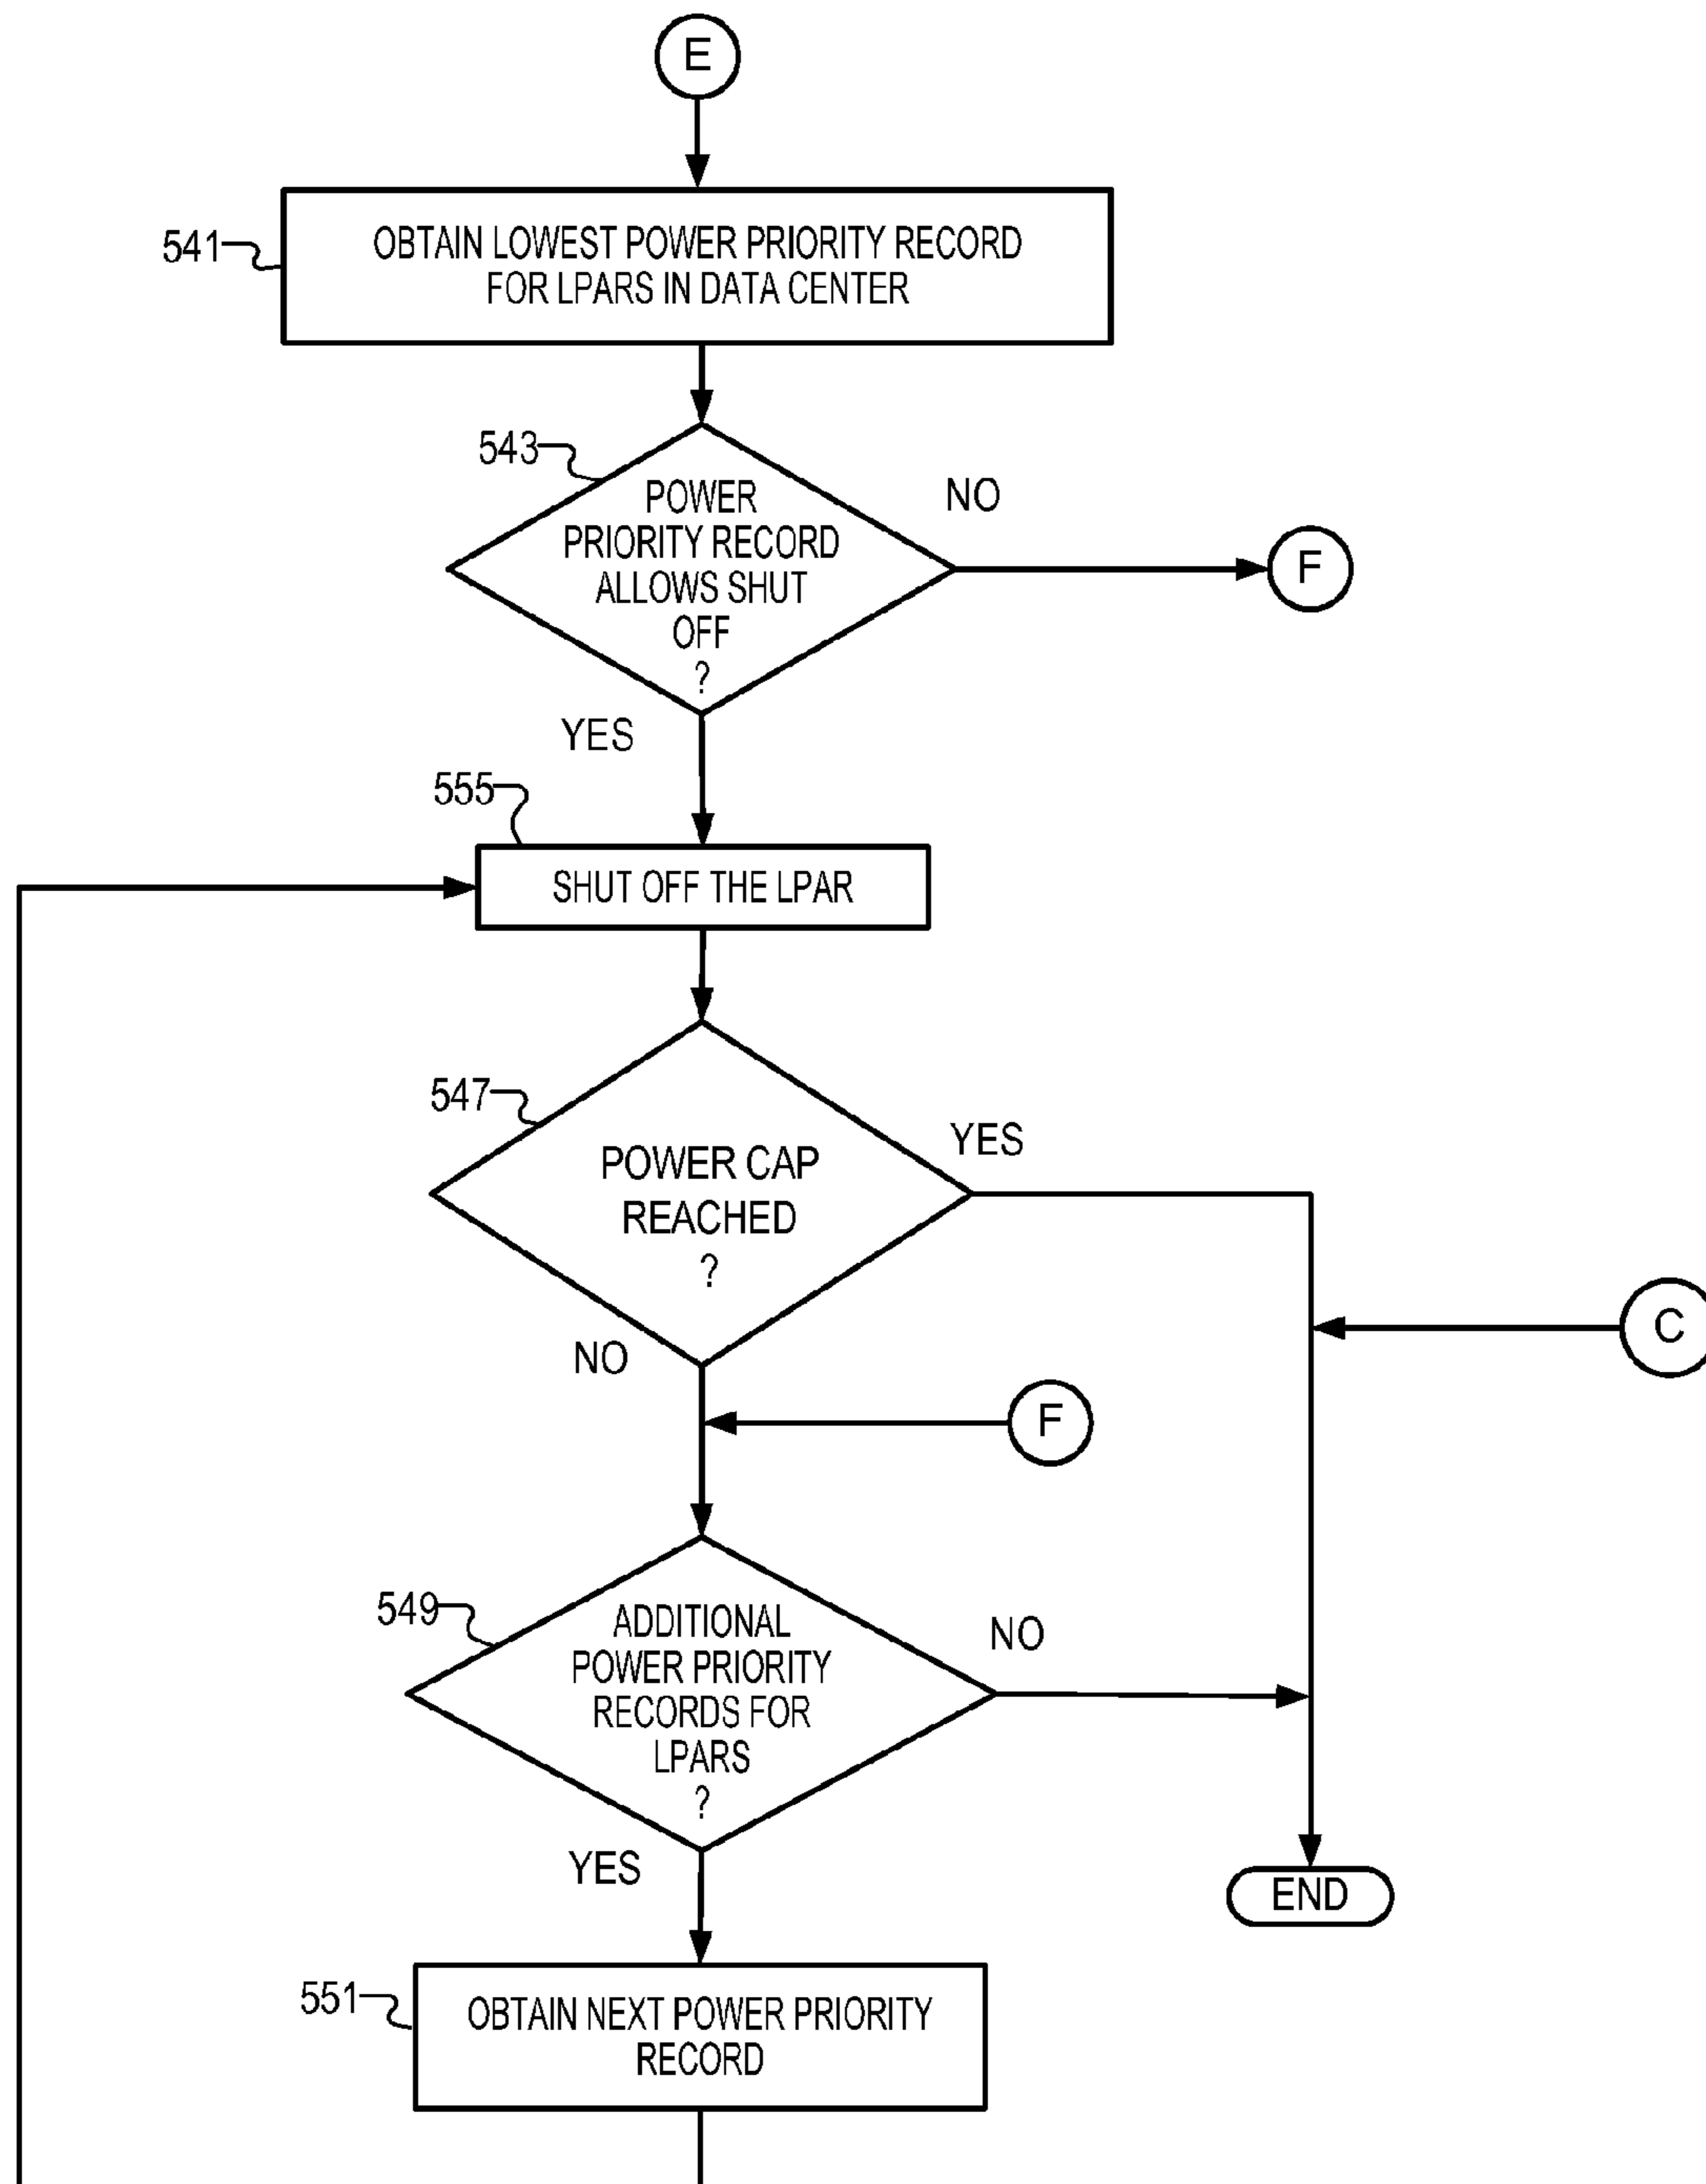 E
541
OBTAIN LOWEST POWER PRIORITY RECORD
FOR LPARS IN DATA CENTER
543
POWER
PRIORITY RECORD
ALLOWS SHUT
OFF
?
NO
F
YES
555
SHUT OFF THE LPAR
547
POWER CAP
REACHED
?
YES
C
NO
F
549
ADDITIONAL
POWER PRIORITY
RECORDS FOR
LPARS
?
NO
YES
END
551
OBTAIN NEXT POWER PRIORITY
RECORD